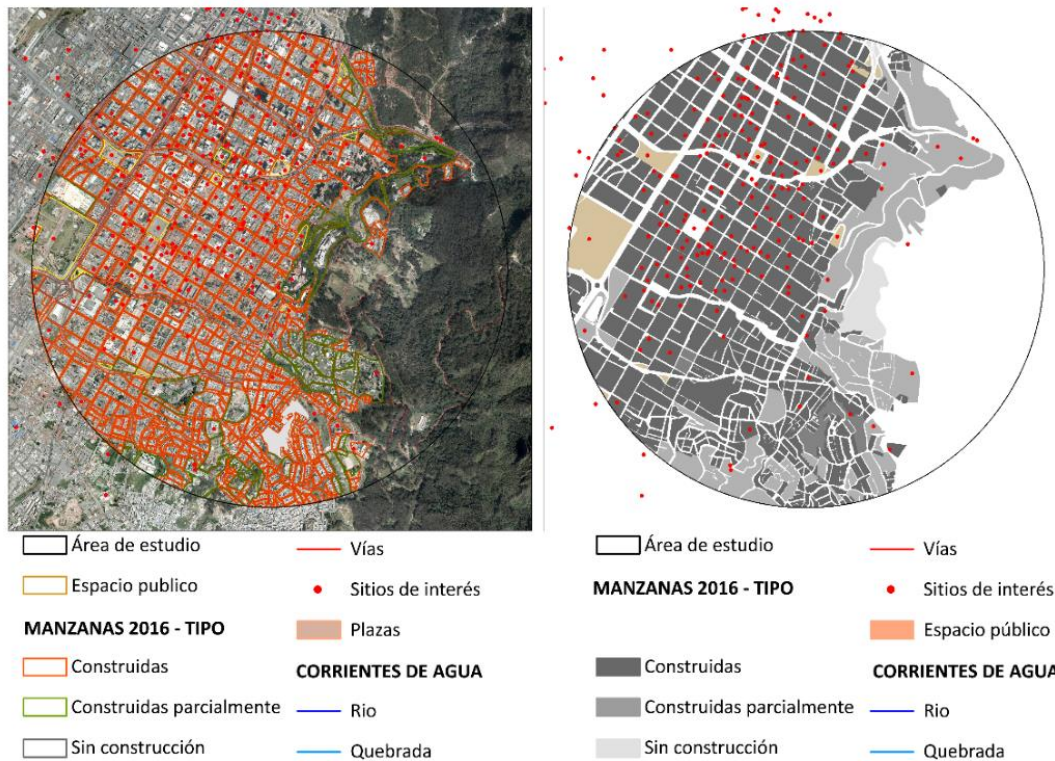 Área de estudio
Espacio publico
MANZANAS 2016 - TIPO
Construidas
Construidas parcialmente
Sin construcción
Vías
Sitios de interés
Plazas
CORRIENTES DE AGUA
Rio
Quebrada
Área de estudio
MANZANAS 2016 - TIPO
Construidas
Construidas parcialmente
Sin construcción
Vías
Sitios de interés
Espacio público
CORRIENTES DE AGUA
Rio
Quebrada